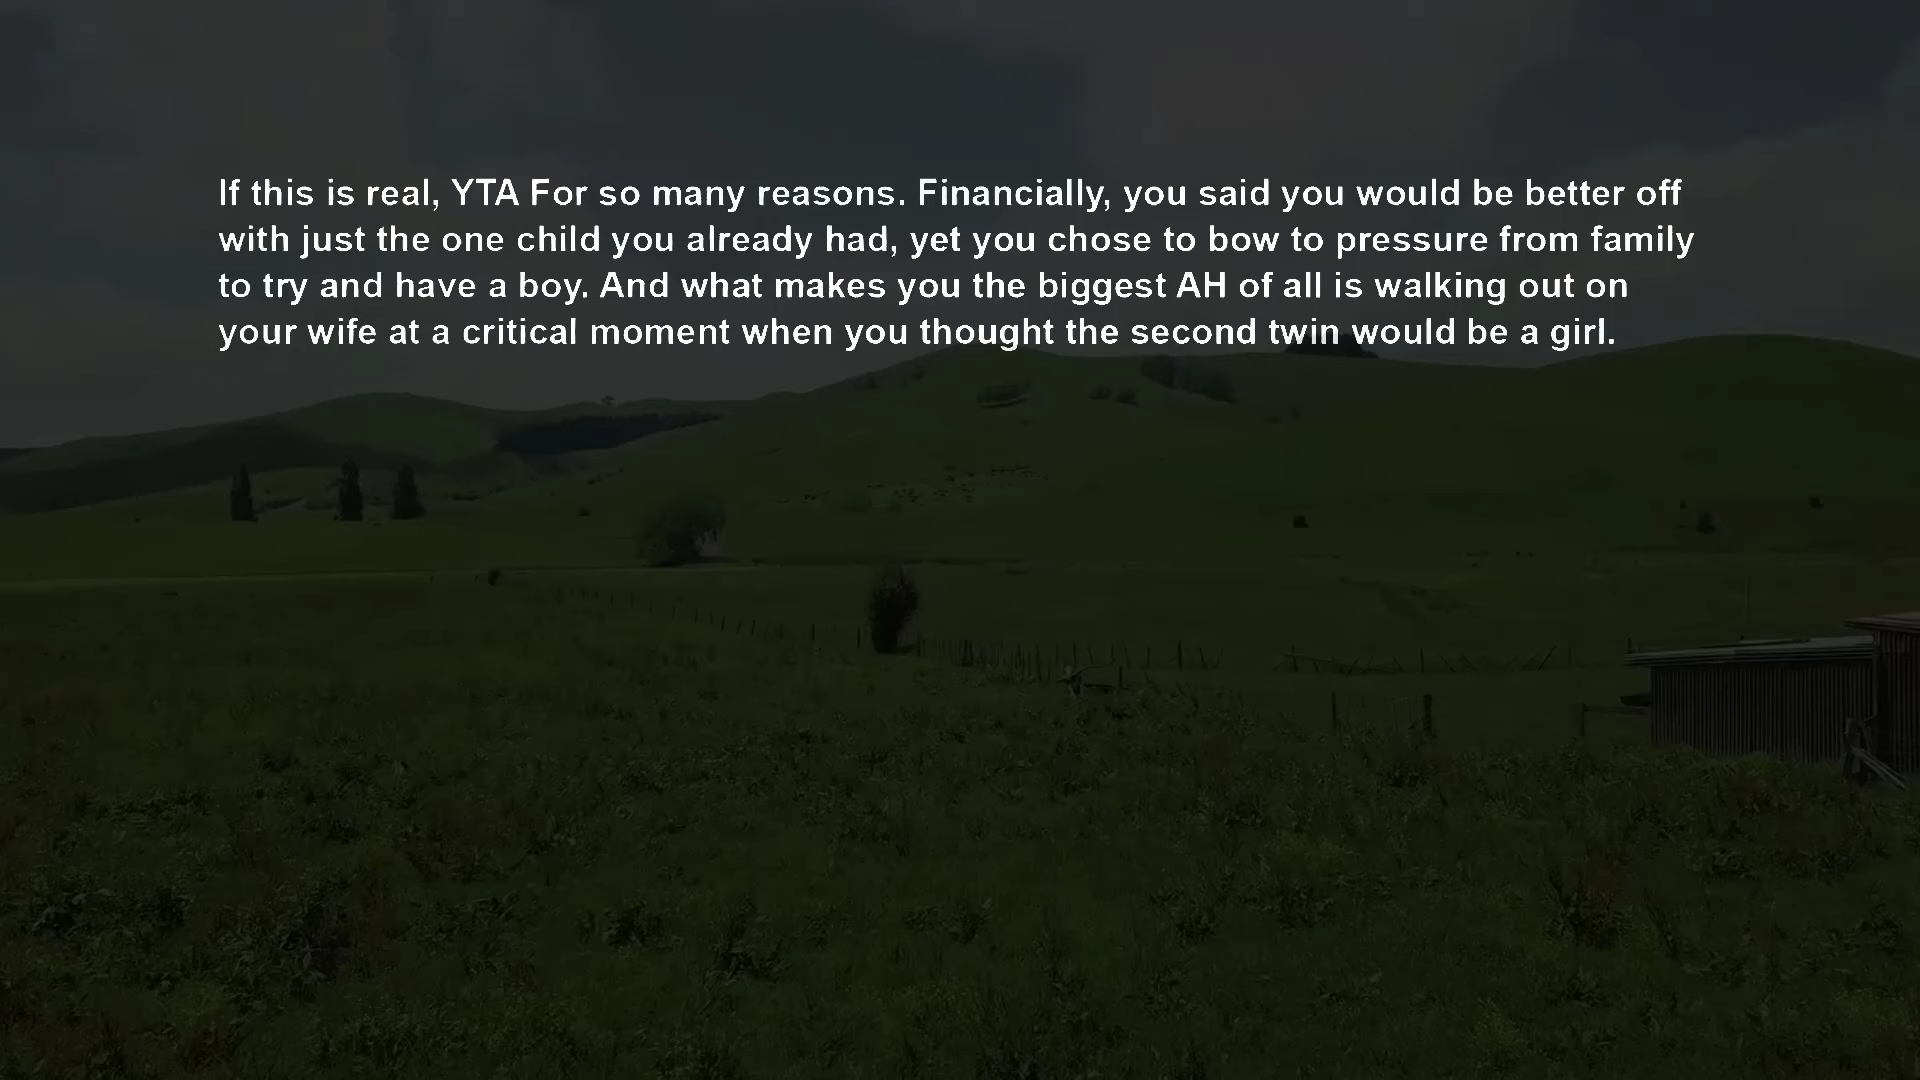 If this is real, YTA For so many reasons. Financially, you said you would be better off
with just the one child you already had, yet you chose to bow to pressure from family
to try and have a boy. And what makes you the biggest AH of all is walking out on
your wife at a critical moment when you thought the second twin would be a girl.